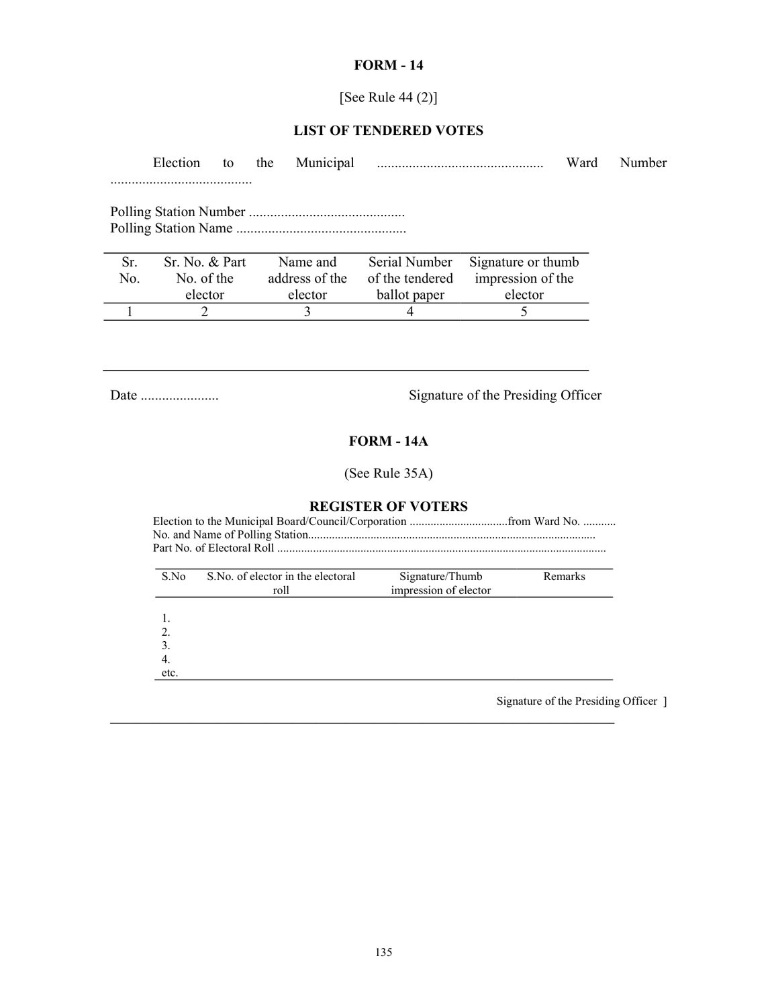 FORM - 14
[See Rule 44 (2)]
LIST OF TENDERED VOTES
Election to the Municipal ............................................... Ward Number
........................................
Polling Station Number ............................................
Polling Station Name ................................................
Sr. Sr. No. & Part Name and Serial Number Signature or thumb
No. No. of the address of the of the tendered impression of the
elector elector ballot paper elector
1 2 3 4 5
Date ...................... Signature of the Presiding Officer
FORM - 14A
(See Rule 35A)
REGISTER OF VOTERS
Election to the Municipal Board/Council/Corporation .................................from Ward No. ...........
No. and Name of Polling Station................................................................................................
Part No. of Electoral Roll ..............................................................................................................
S.No S.No. of elector in the electoral Signature/Thumb Remarks
roll impression of elector
1.
2.
3.
4.
etc.
Signature of the Presiding Officer ]
135